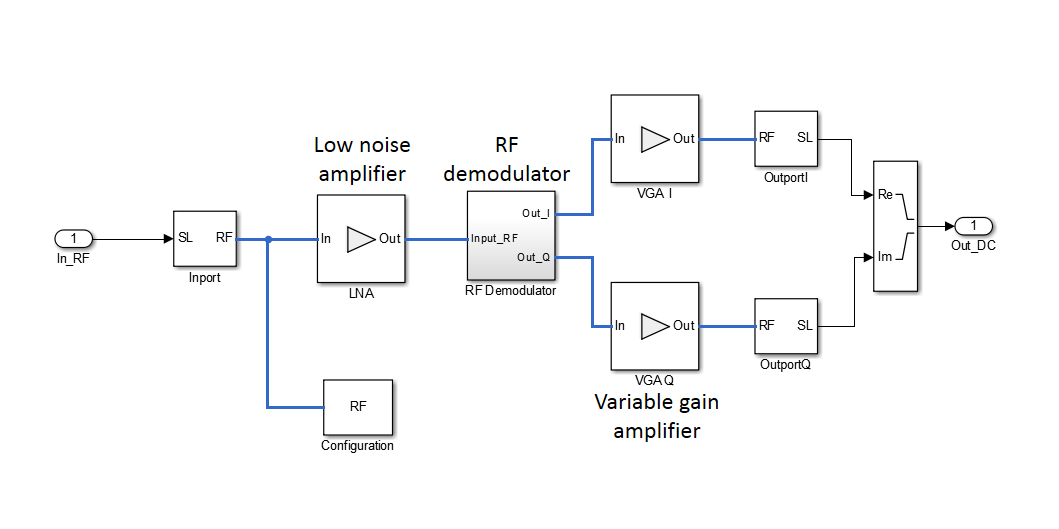 Low noise
amplifier
RF
demodulator
In Out
VGA I
RF SL
OutportI
Re
Im
1
Out_DC
1
In_RF
SL RF
Inport
In Out
LNA
Out_I
Input_RF
Out_Q
RF Demodulator
In Out
VGA Q
RF SL
OutportQ
Variable gain
amplifier
RF
Configuration